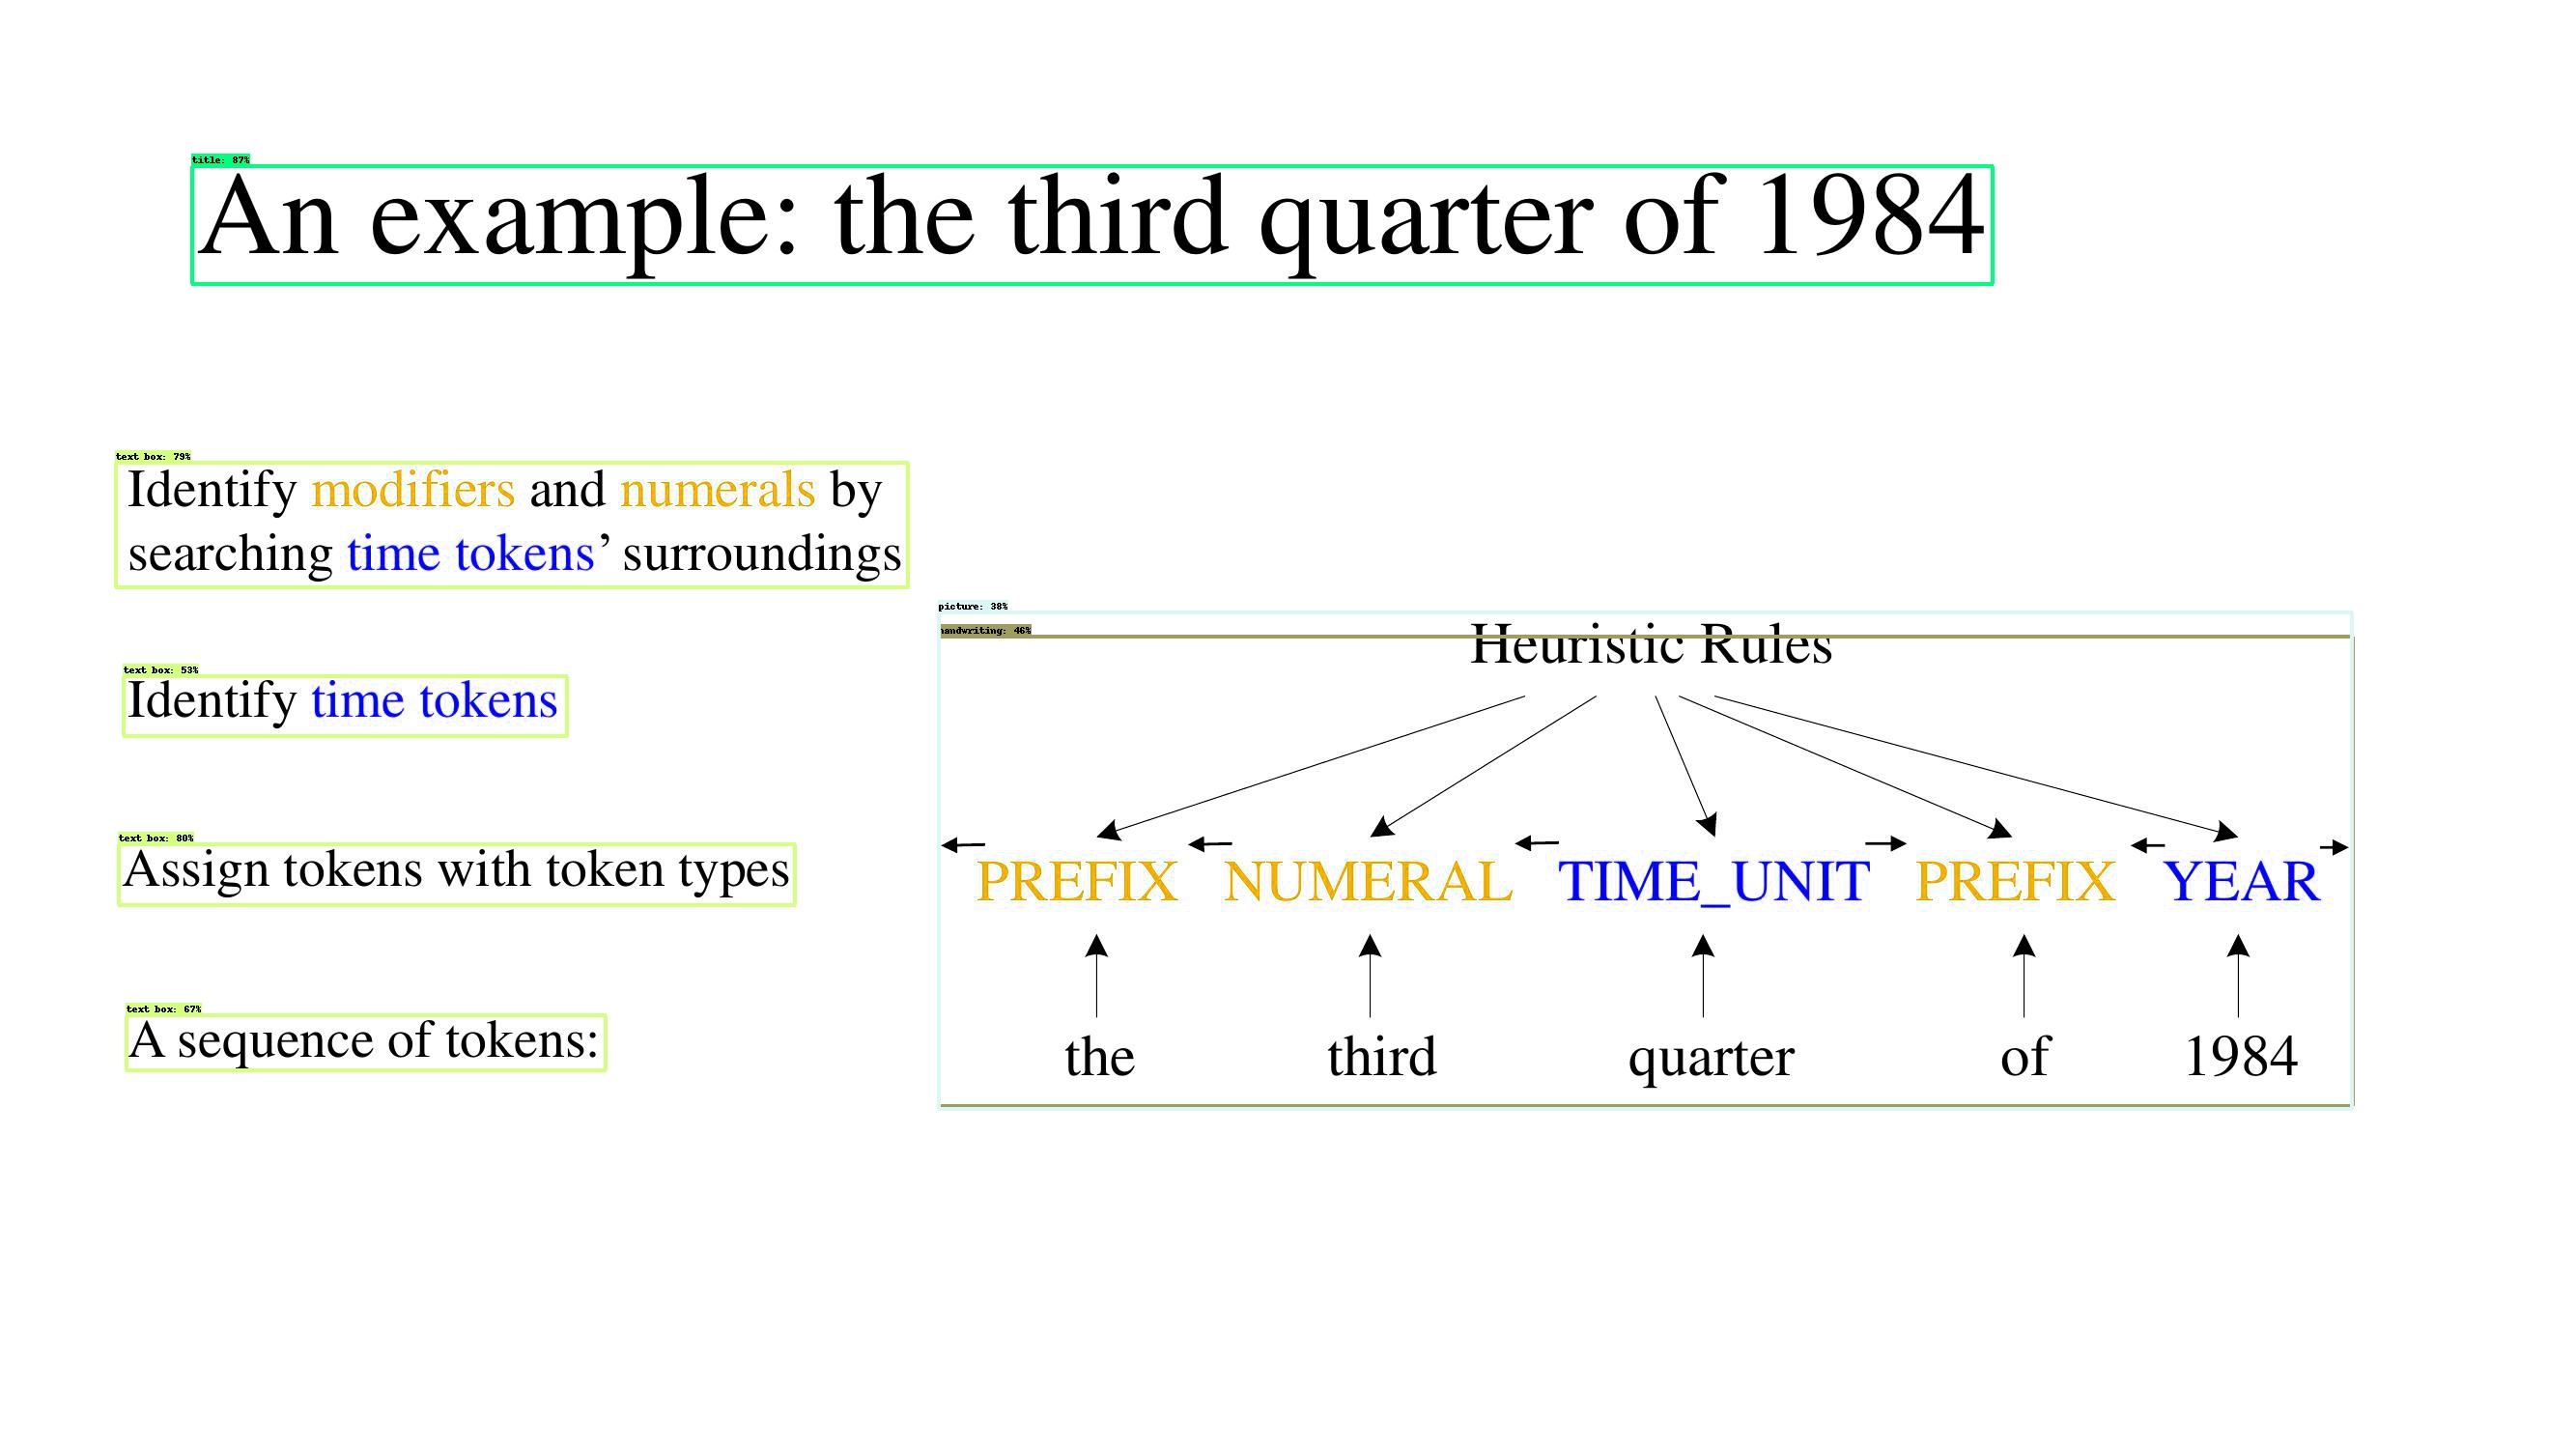 title: 87%
An example: the third quarter of 1984
text box: 79%
Identify modifiers and numerals by
searching time tokens’ surroundings
text box: 53%
Identify time tokens
text box: 80%
Assign tokens with token types
text box: 67%
A sequence of tokens:
picture: 38%
handwriting: 46%
Heuristic Rules
PREFIX NUMERAL TIME_UNIT PREFIX YEAR
the third quarter of 1984